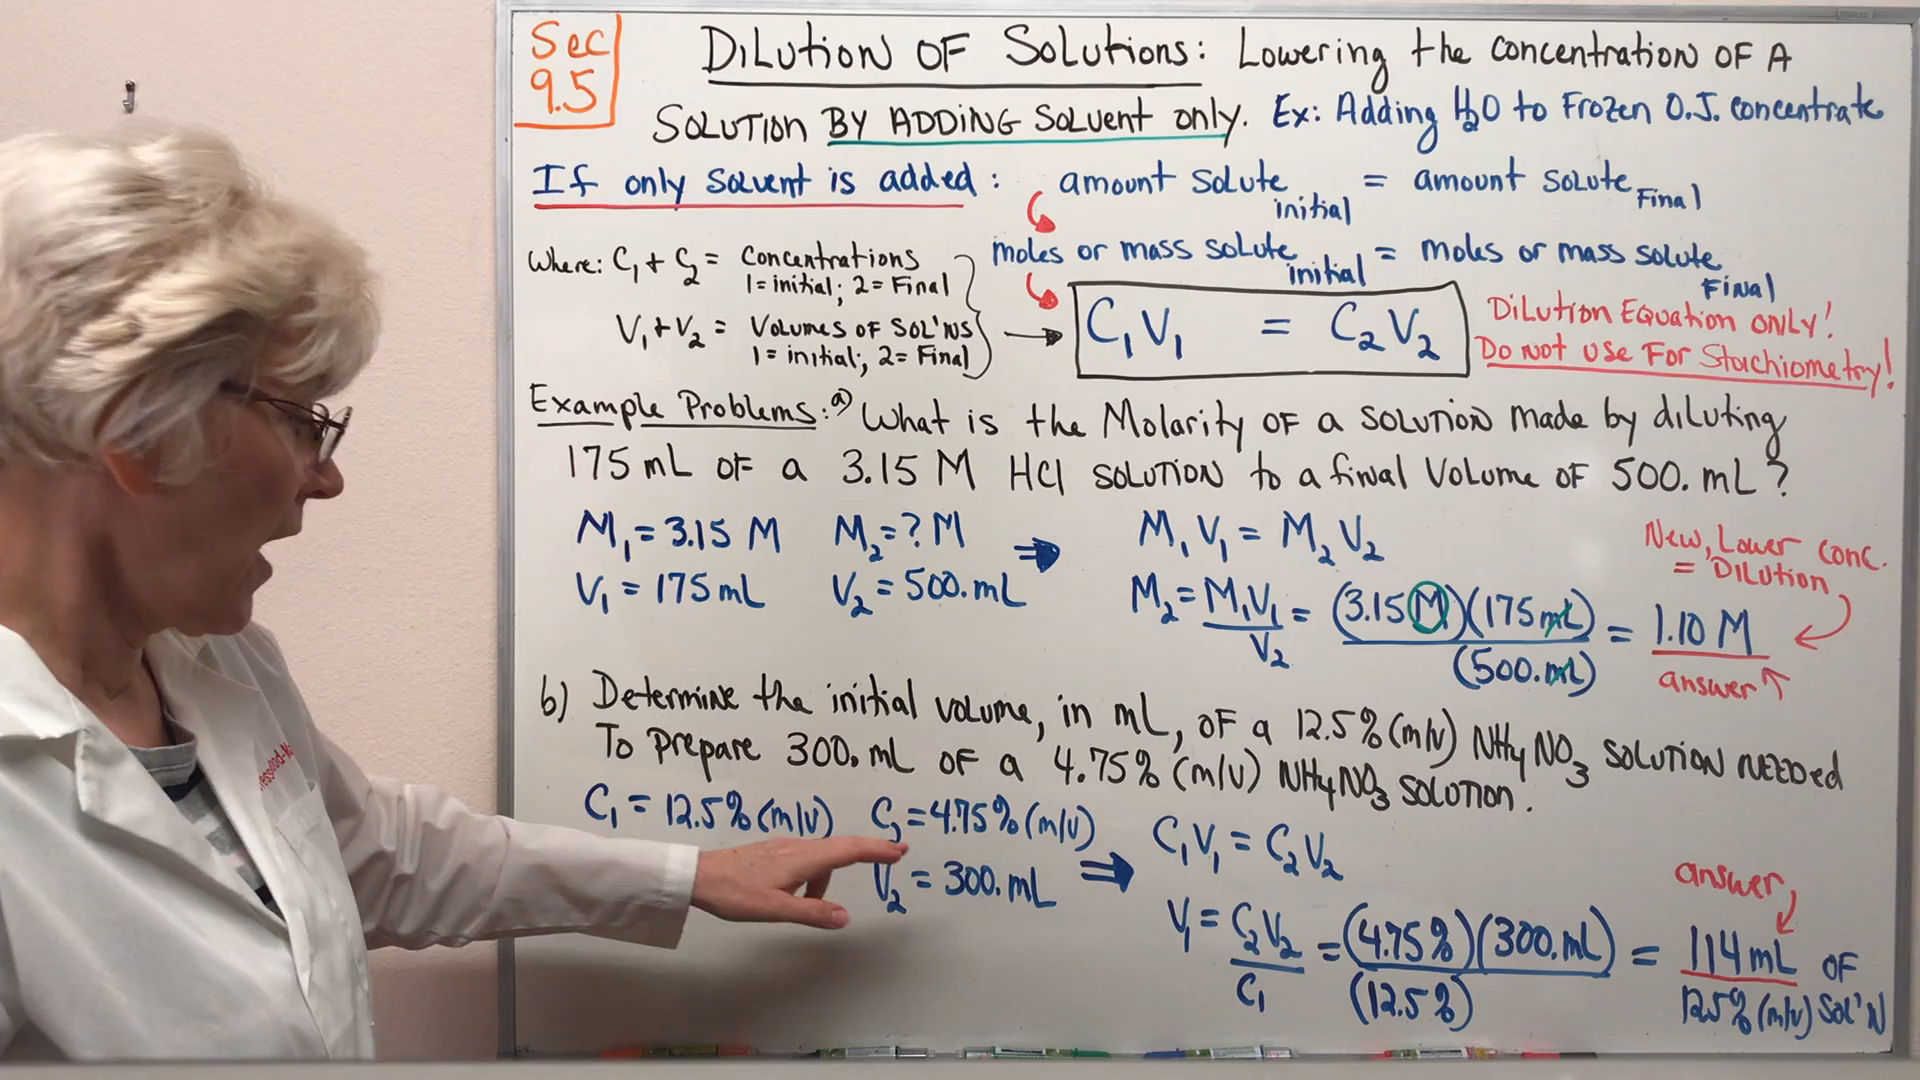 Sec
9.5
Dilution of Solutions: Lowering the concentration of a
solution by adding solvent only. Ex: Adding H₂O to Frozen O.J. concentrate
If only solvent is added: amount solute initial = amount solute Final
moles or mass solute initial = moles or mass solute Final
Where: C₁ + C₂ = Concentrations
1 = initial; 2 = Final
V₁ + V₂ = Volumes of Sol'ns
1 = initial; 2 = Final
C₁V₁ = C₂V₂
Dilution Equation ONLY!
Do Not Use For Stoichiometry!
Example Problems: a) What is the Molarity of a solution made by diluting
175 mL of a 3.15 M HCl solution to a final volume of 500. mL?
M₁ = 3.15 M M₂ = ? M
V₁ = 175 mL V₂ = 500. mL
M₁V₁ = M₂V₂
M₂ = M₁V₁ / V₂ = (3.15 M)(175 mL) / (500. mL) = 1.10 M
answer
New, Lower conc.
= Dilution
b) Determine the initial volume, in mL, of a 12.5% (m/v) NH₄NO₃ solution needed
To prepare 300. mL of a 4.75% (m/v) NH₄NO₃ solution.
C₁ = 12.5% (m/v) C₂ = 4.75% (m/v)
V₂ = 300. mL
C₁V₁ = C₂V₂
V₁ = C₂V₂ / C₁ = (4.75%)(300. mL) / (12.5%) = 114 mL of
12.5% (m/v) Sol'n
answer